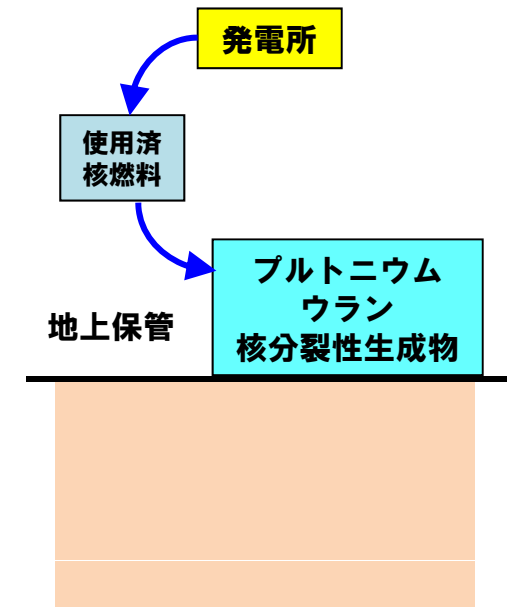 発電所
使用済
核燃料
プルトニウム
ウラン
核分裂性生成物
地上保管